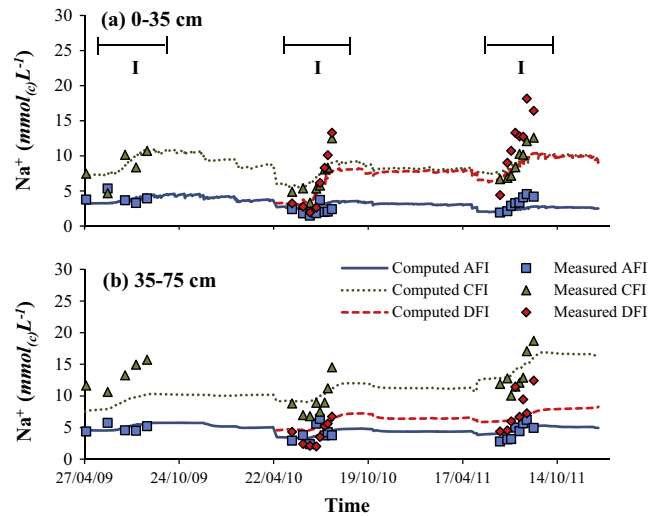 (a) 0-35 cm
30
25
20
15
10
5
0
Na⁺ (mmol₍c₎L⁻¹)
I
I
I
(b) 35-75 cm
30
25
20
15
10
5
0
Na⁺ (mmol₍c₎L⁻¹)
Computed AFI
Measured AFI
Computed CFI
Measured CFI
Computed DFI
Measured DFI
27/04/09
24/10/09
22/04/10
19/10/10
17/04/11
14/10/11
Time